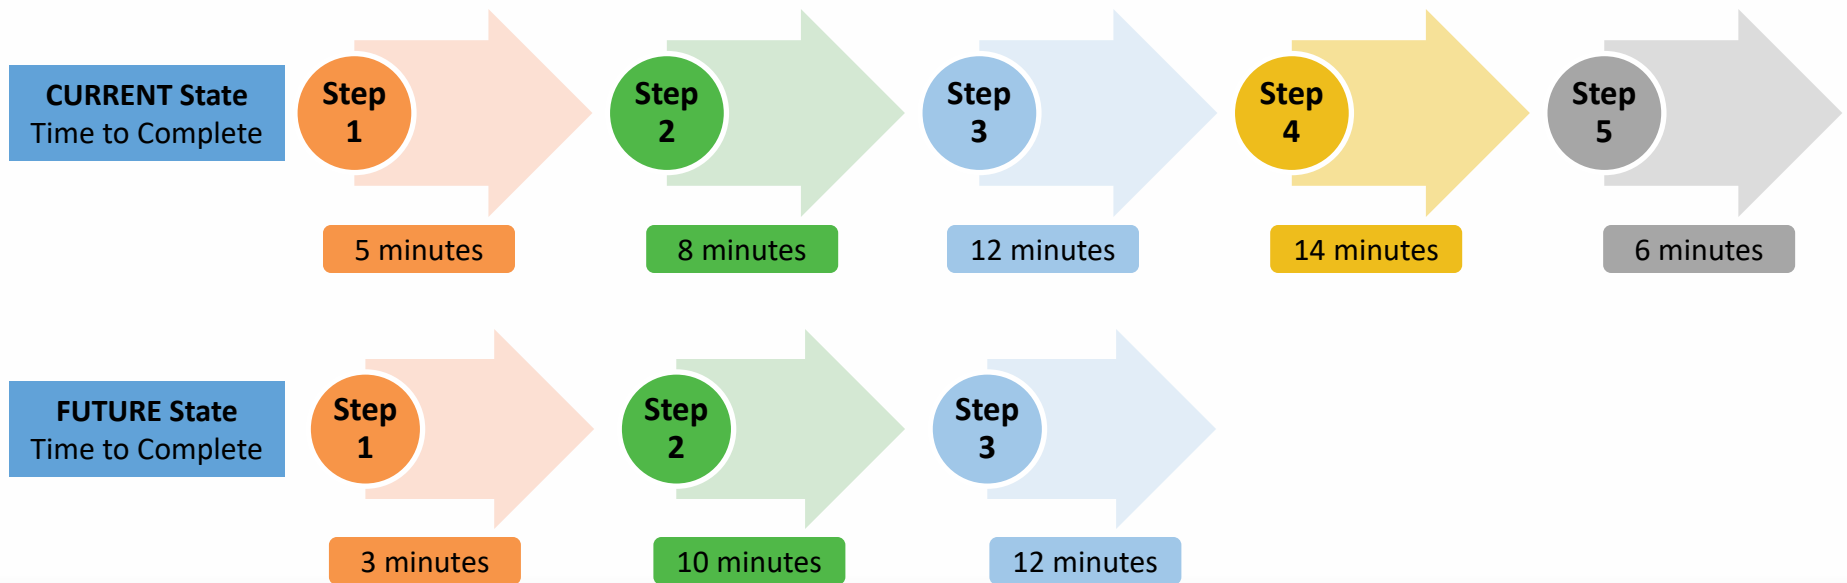 CURRENT State
Time to Complete
Step
1
Step
2
Step
3
Step
4
Step
5
5 minutes
8 minutes
12 minutes
14 minutes
6 minutes
FUTURE State
Time to Complete
Step
1
Step
2
Step
3
3 minutes
10 minutes
12 minutes